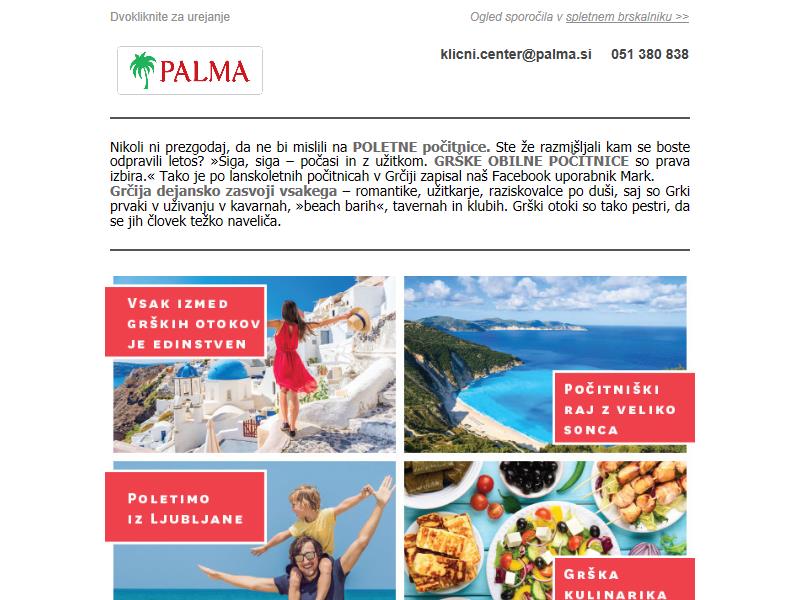 Dvokliknite za urejanje
Ogled sporočila v spletnem brskalniku >>
PALMA
klicni.center@palma.si 051 380 838
Nikoli ni prezgodaj, da ne bi mislili na POLETNE počitnice. Ste že razmišljali kam se boste
odpravili letos? »Siga, siga – počasi in z užitkom. GRŠKE OBILNE POČITNICE so prava
izbira.« Tako je po lanskoletnih počitnicah v Grčiji zapisal naš Facebook uporabnik Mark.
Grčija dejansko zasvoji vsakega – romantike, užitkarje, raziskovalce po duši, saj so Grki
prvaki v uživanju v kavarnah, »beach barih«, tavernah in klubih. Grški otoki so tako pestri, da
se jih človek težko naveliča.
Vsak izmed
grških otokov
je edinstven
Počitniški
raj z veliko
sonca
Poletimo
iz Ljubljane
Grška
kulinarika